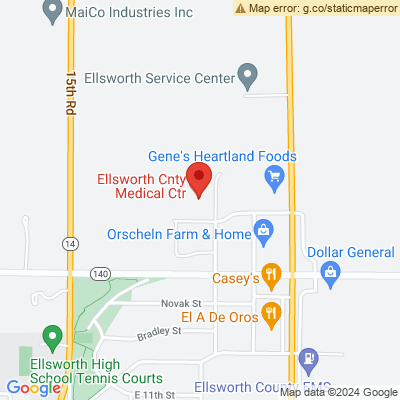 MaiCo Industries Inc
Map error: g.co/staticmaperror
15th Rd
Ellsworth Service Center
Gene's Heartland Foods
Ellsworth Cnty
Medical Ctr
Orscheln Farm & Home
14
Dollar General
140
Casey's
Novak St
El A De Oros
Bradley St
Ellsworth High
School Tennis Courts
Ellsworth County EMS
E 11th St
Google
Map data ©2024 Google